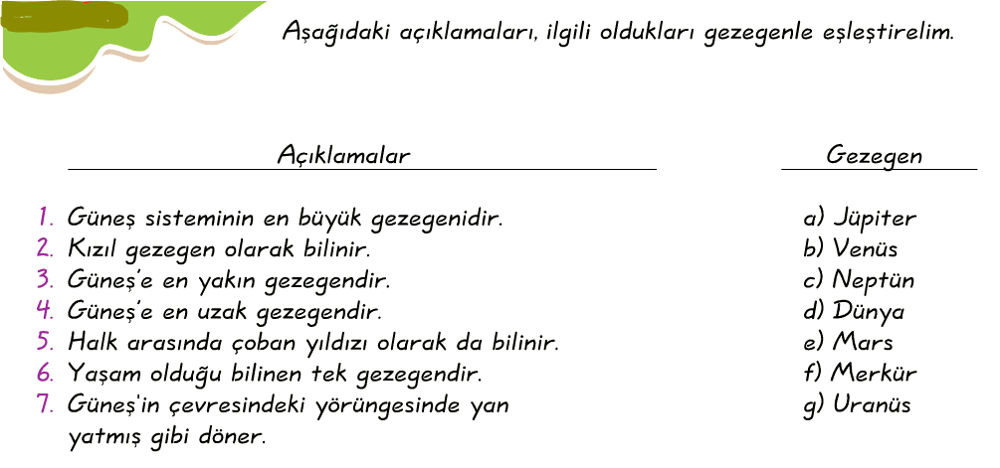 Aşağıdaki açıklamaları, ilgili oldukları gezegenle eşleştirelim.
Açıklamalar
1. Güneş sisteminin en büyük gezegenidir.
2. Kızıl gezegen olarak bilinir.
3. Güneş'e en yakın gezegendir.
4. Güneş'e en uzak gezegendir.
5. Halk arasında çoban yıldızı olarak da bilinir.
6. Yaşam olduğu bilinen tek gezegendir.
7. Güneş'in çevresindeki yörüngesinde yan
yatmış gibi döner.
Gezegen
a) Jüpiter
b) Venüs
c) Neptün
d) Dünya
e) Mars
f) Merkür
g) Uranüs